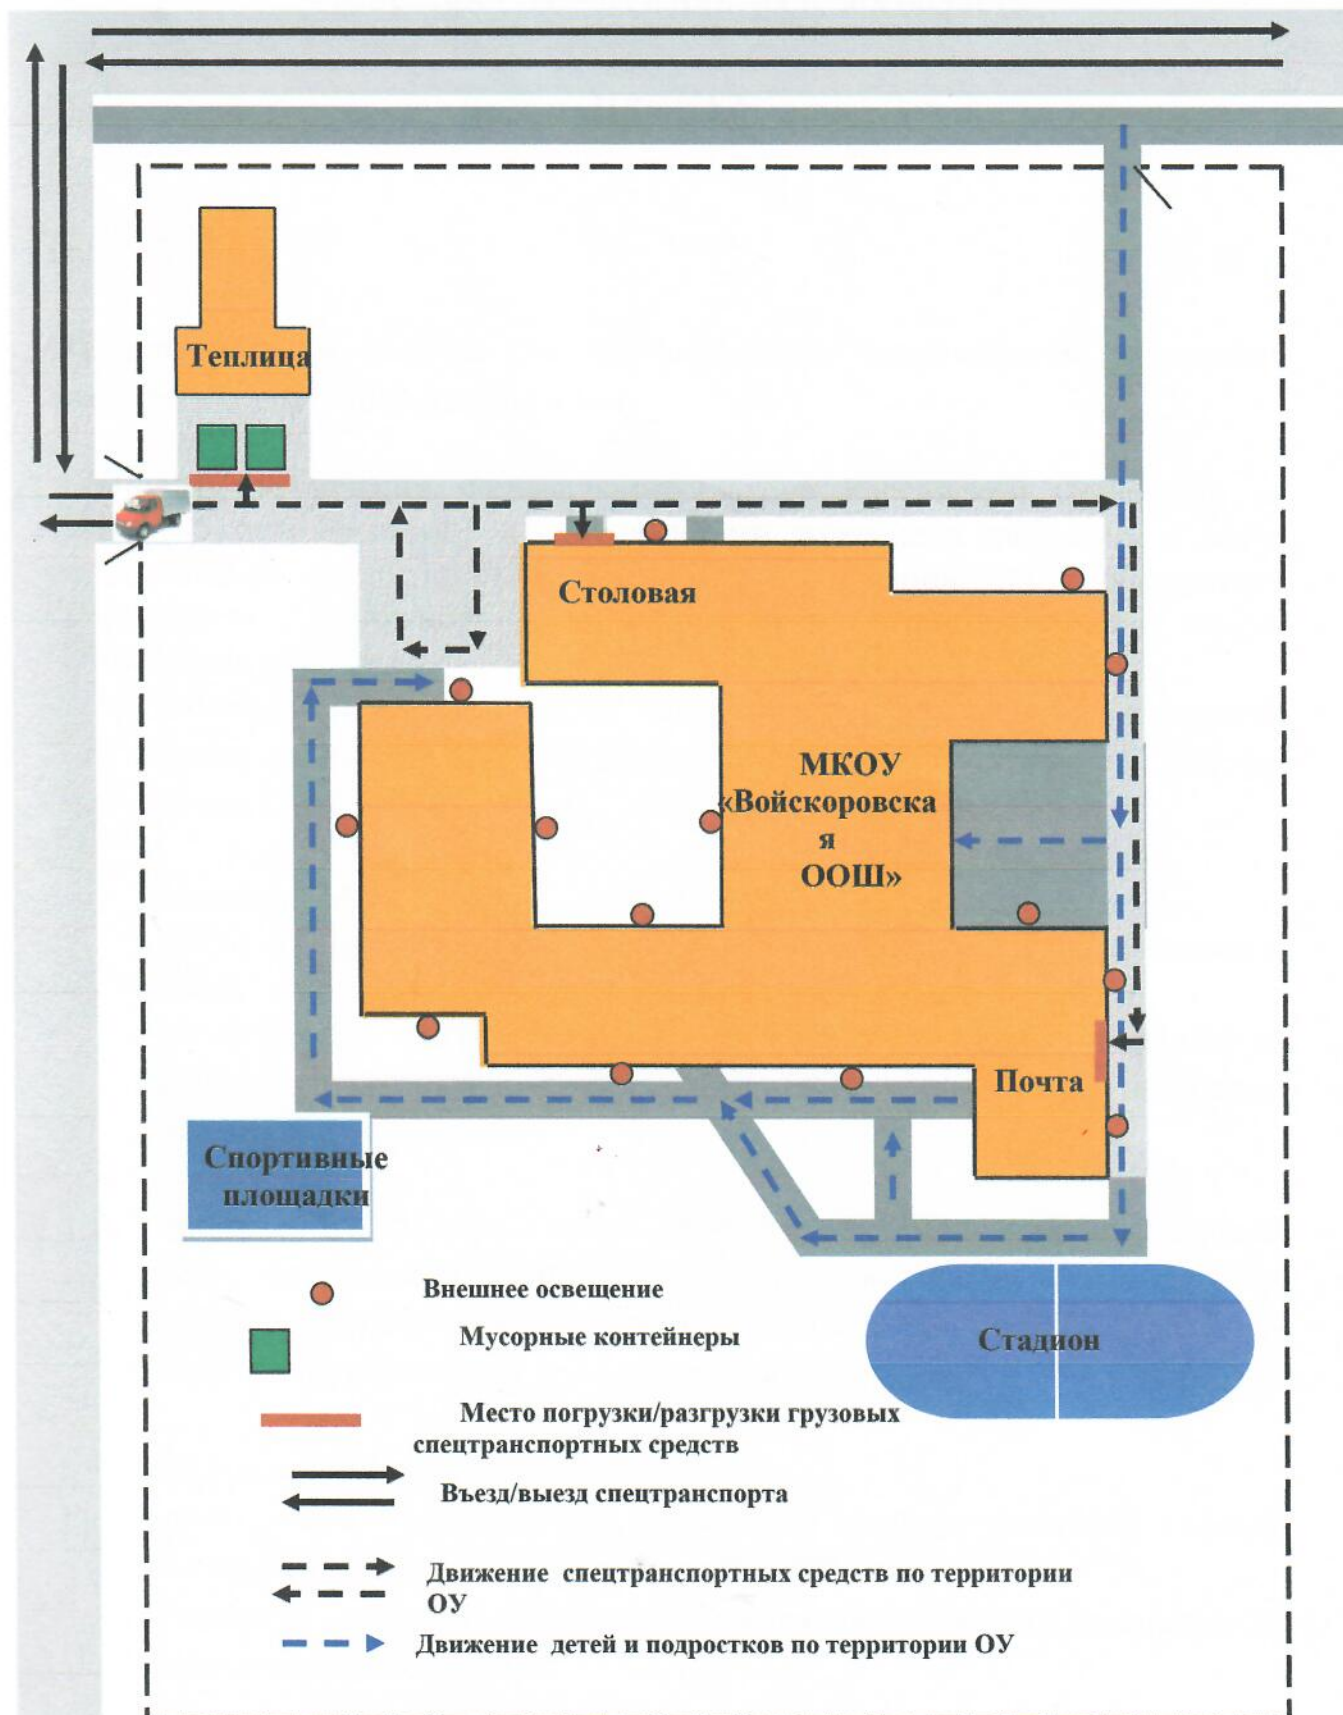 Теплица
Столовая
МКОУ
«Войскоровска
я
ООШ»
Почта
Спортивные
площадки
Внешнее освещение
Мусорные контейнеры
Стадион
Место погрузки/разгрузки грузовых
спецтранспортных средств
Въезд/выезд спецтранспорта
Движение спецтранспортных средств по территории
ОУ
Движение детей и подростков по территории ОУ